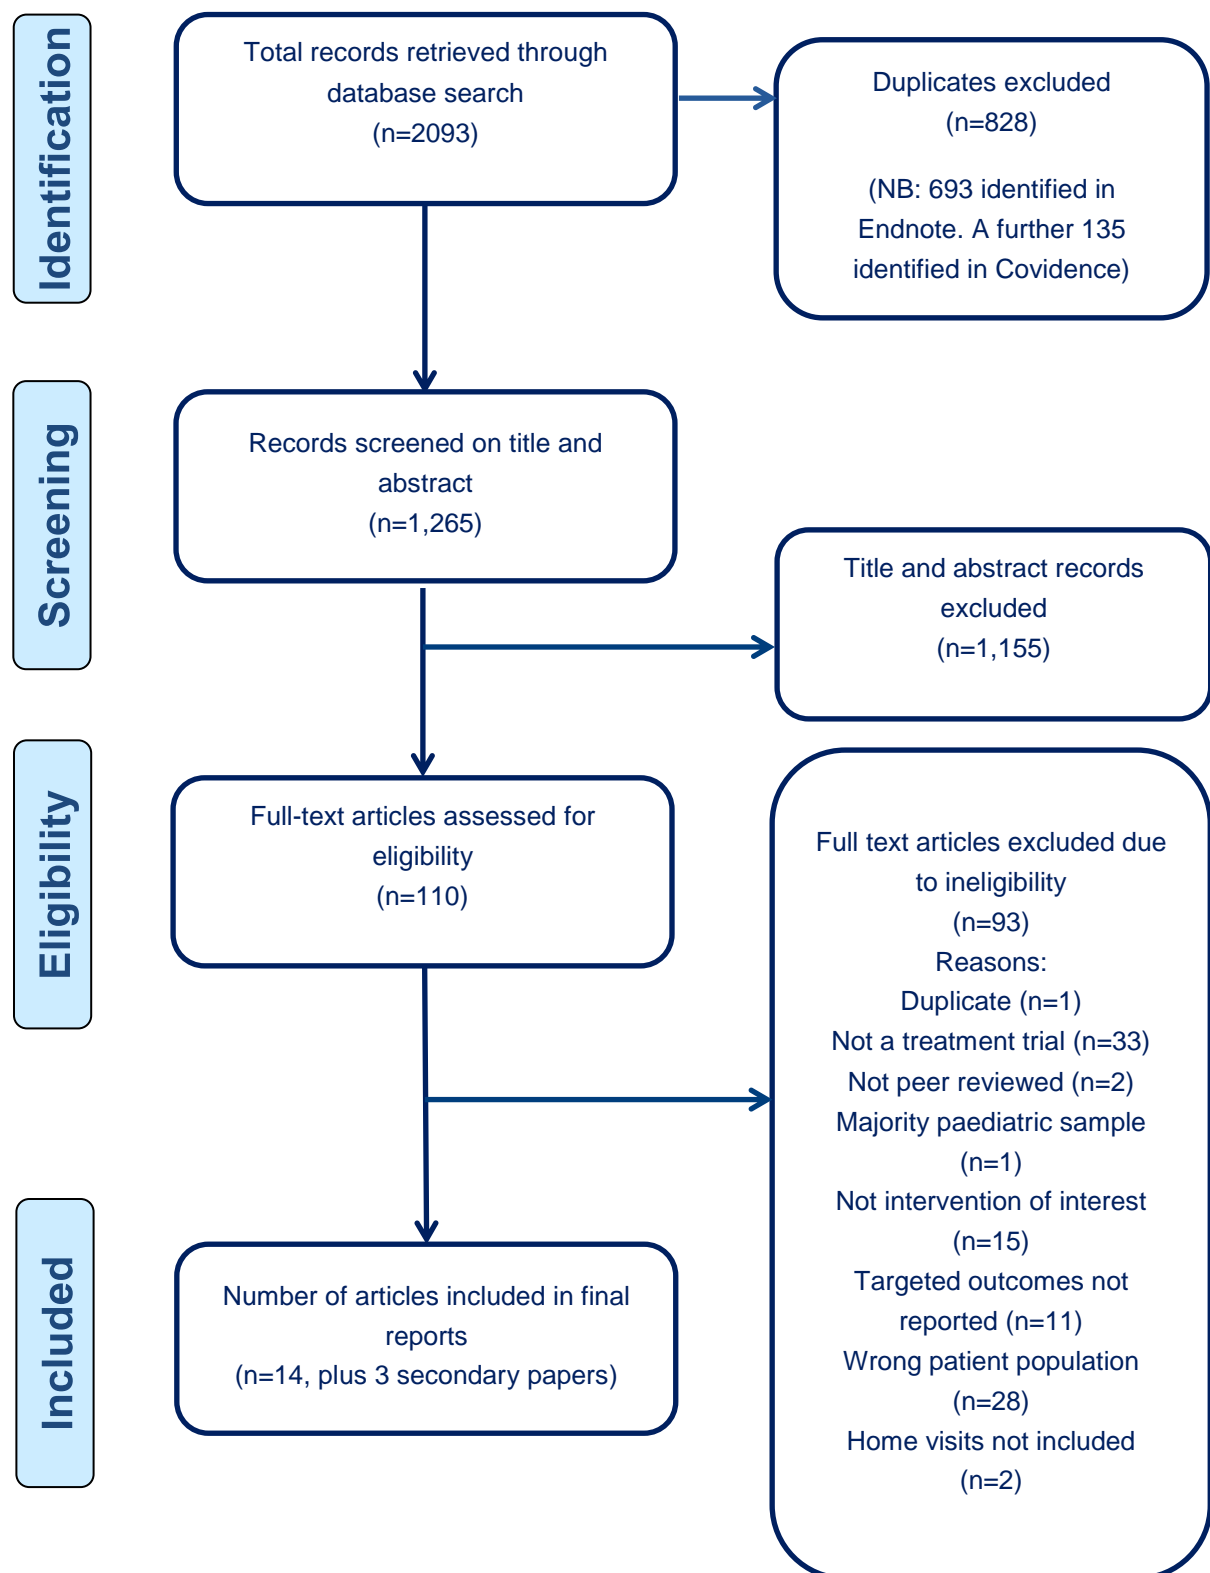 Identification
Total records retrieved through
database search
(n=2093)
Duplicates excluded
(n=828)
(NB: 693 identified in
Endnote. A further 135
identified in Covidence)
Screening
Records screened on title and
abstract
(n=1,265)
Title and abstract records
excluded
(n=1,155)
Eligibility
Full-text articles assessed for
eligibility
(n=110)
Full text articles excluded due
to ineligibility
(n=93)
Reasons:
Duplicate (n=1)
Not a treatment trial (n=33)
Not peer reviewed (n=2)
Majority paediatric sample
(n=1)
Not intervention of interest
(n=15)
Targeted outcomes not
reported (n=11)
Wrong patient population
(n=28)
Home visits not included
(n=2)
Included
Number of articles included in final
reports
(n=14, plus 3 secondary papers)